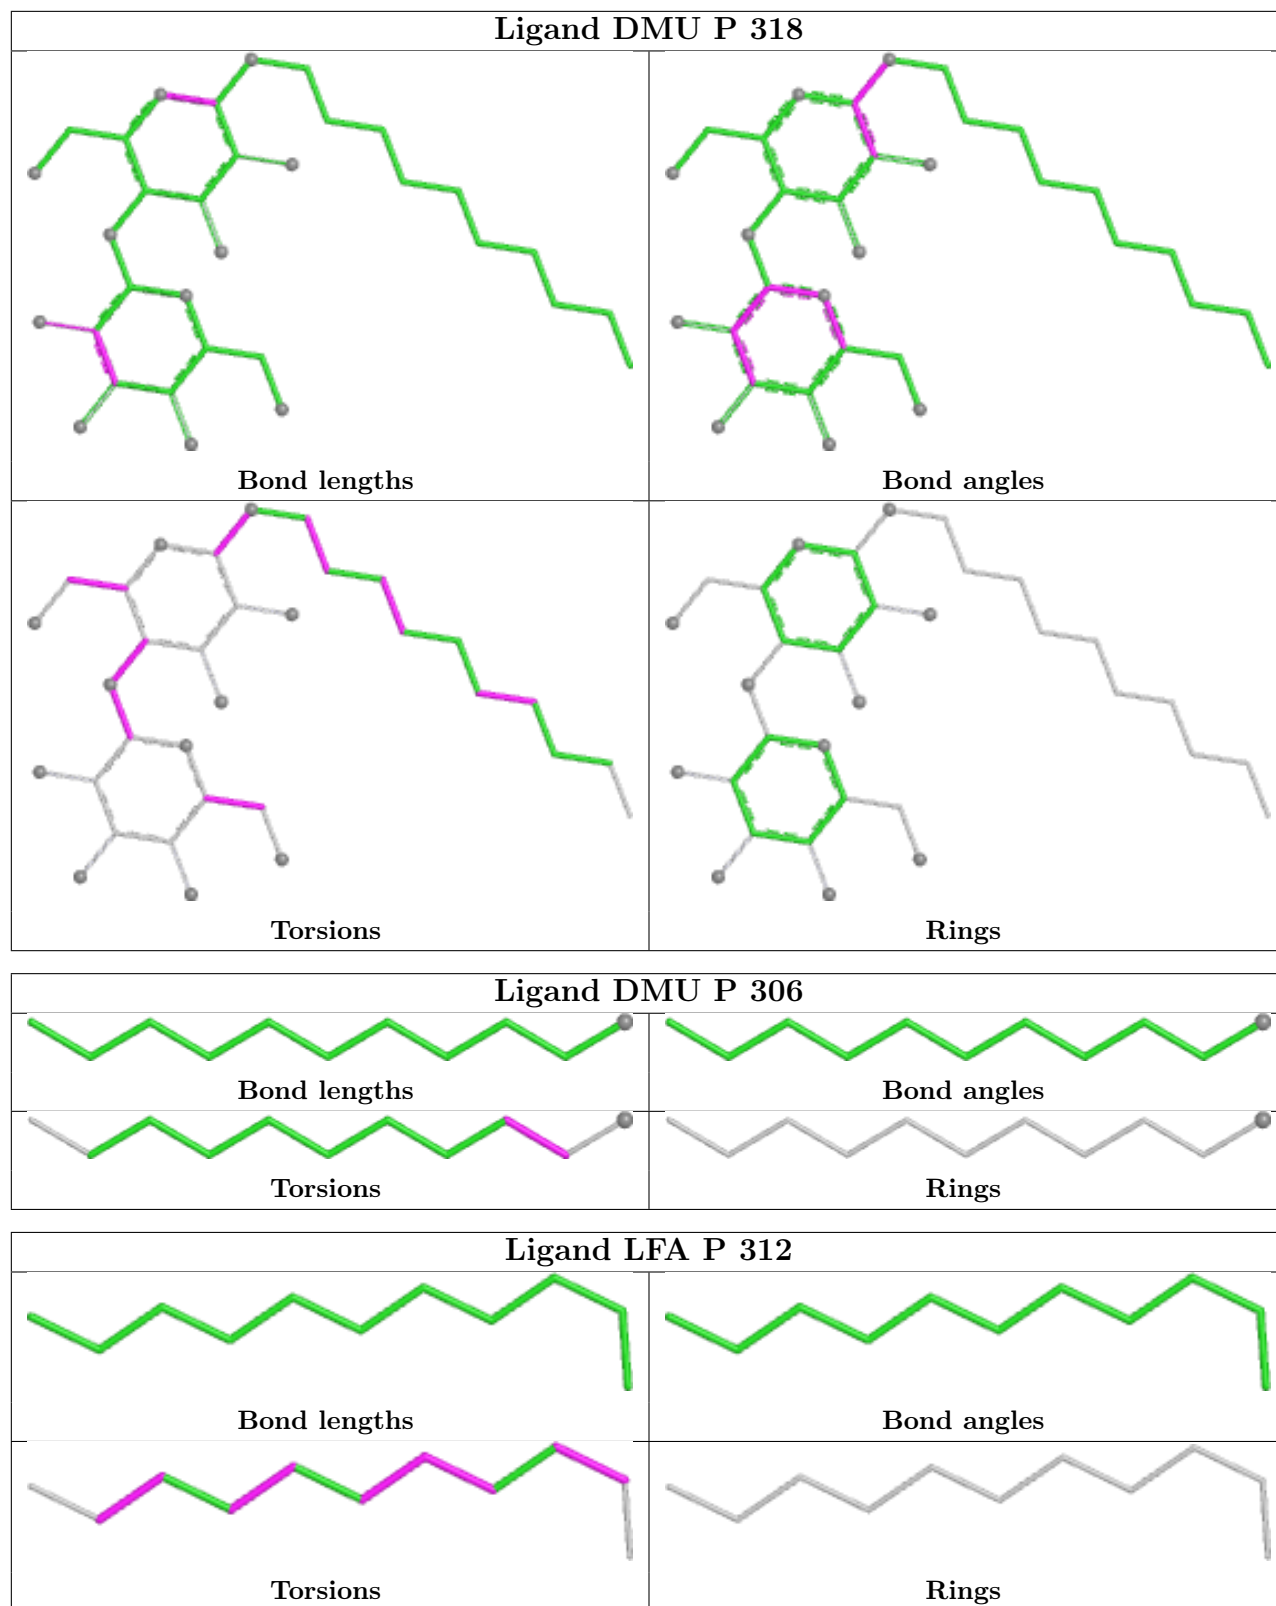 Ligand DMU P 318
Bond lengths
Bond angles
Torsions
Rings
Ligand DMU P 306
Bond lengths
Bond angles
Torsions
Rings
Ligand LFA P 312
Bond lengths
Bond angles
Torsions
Rings